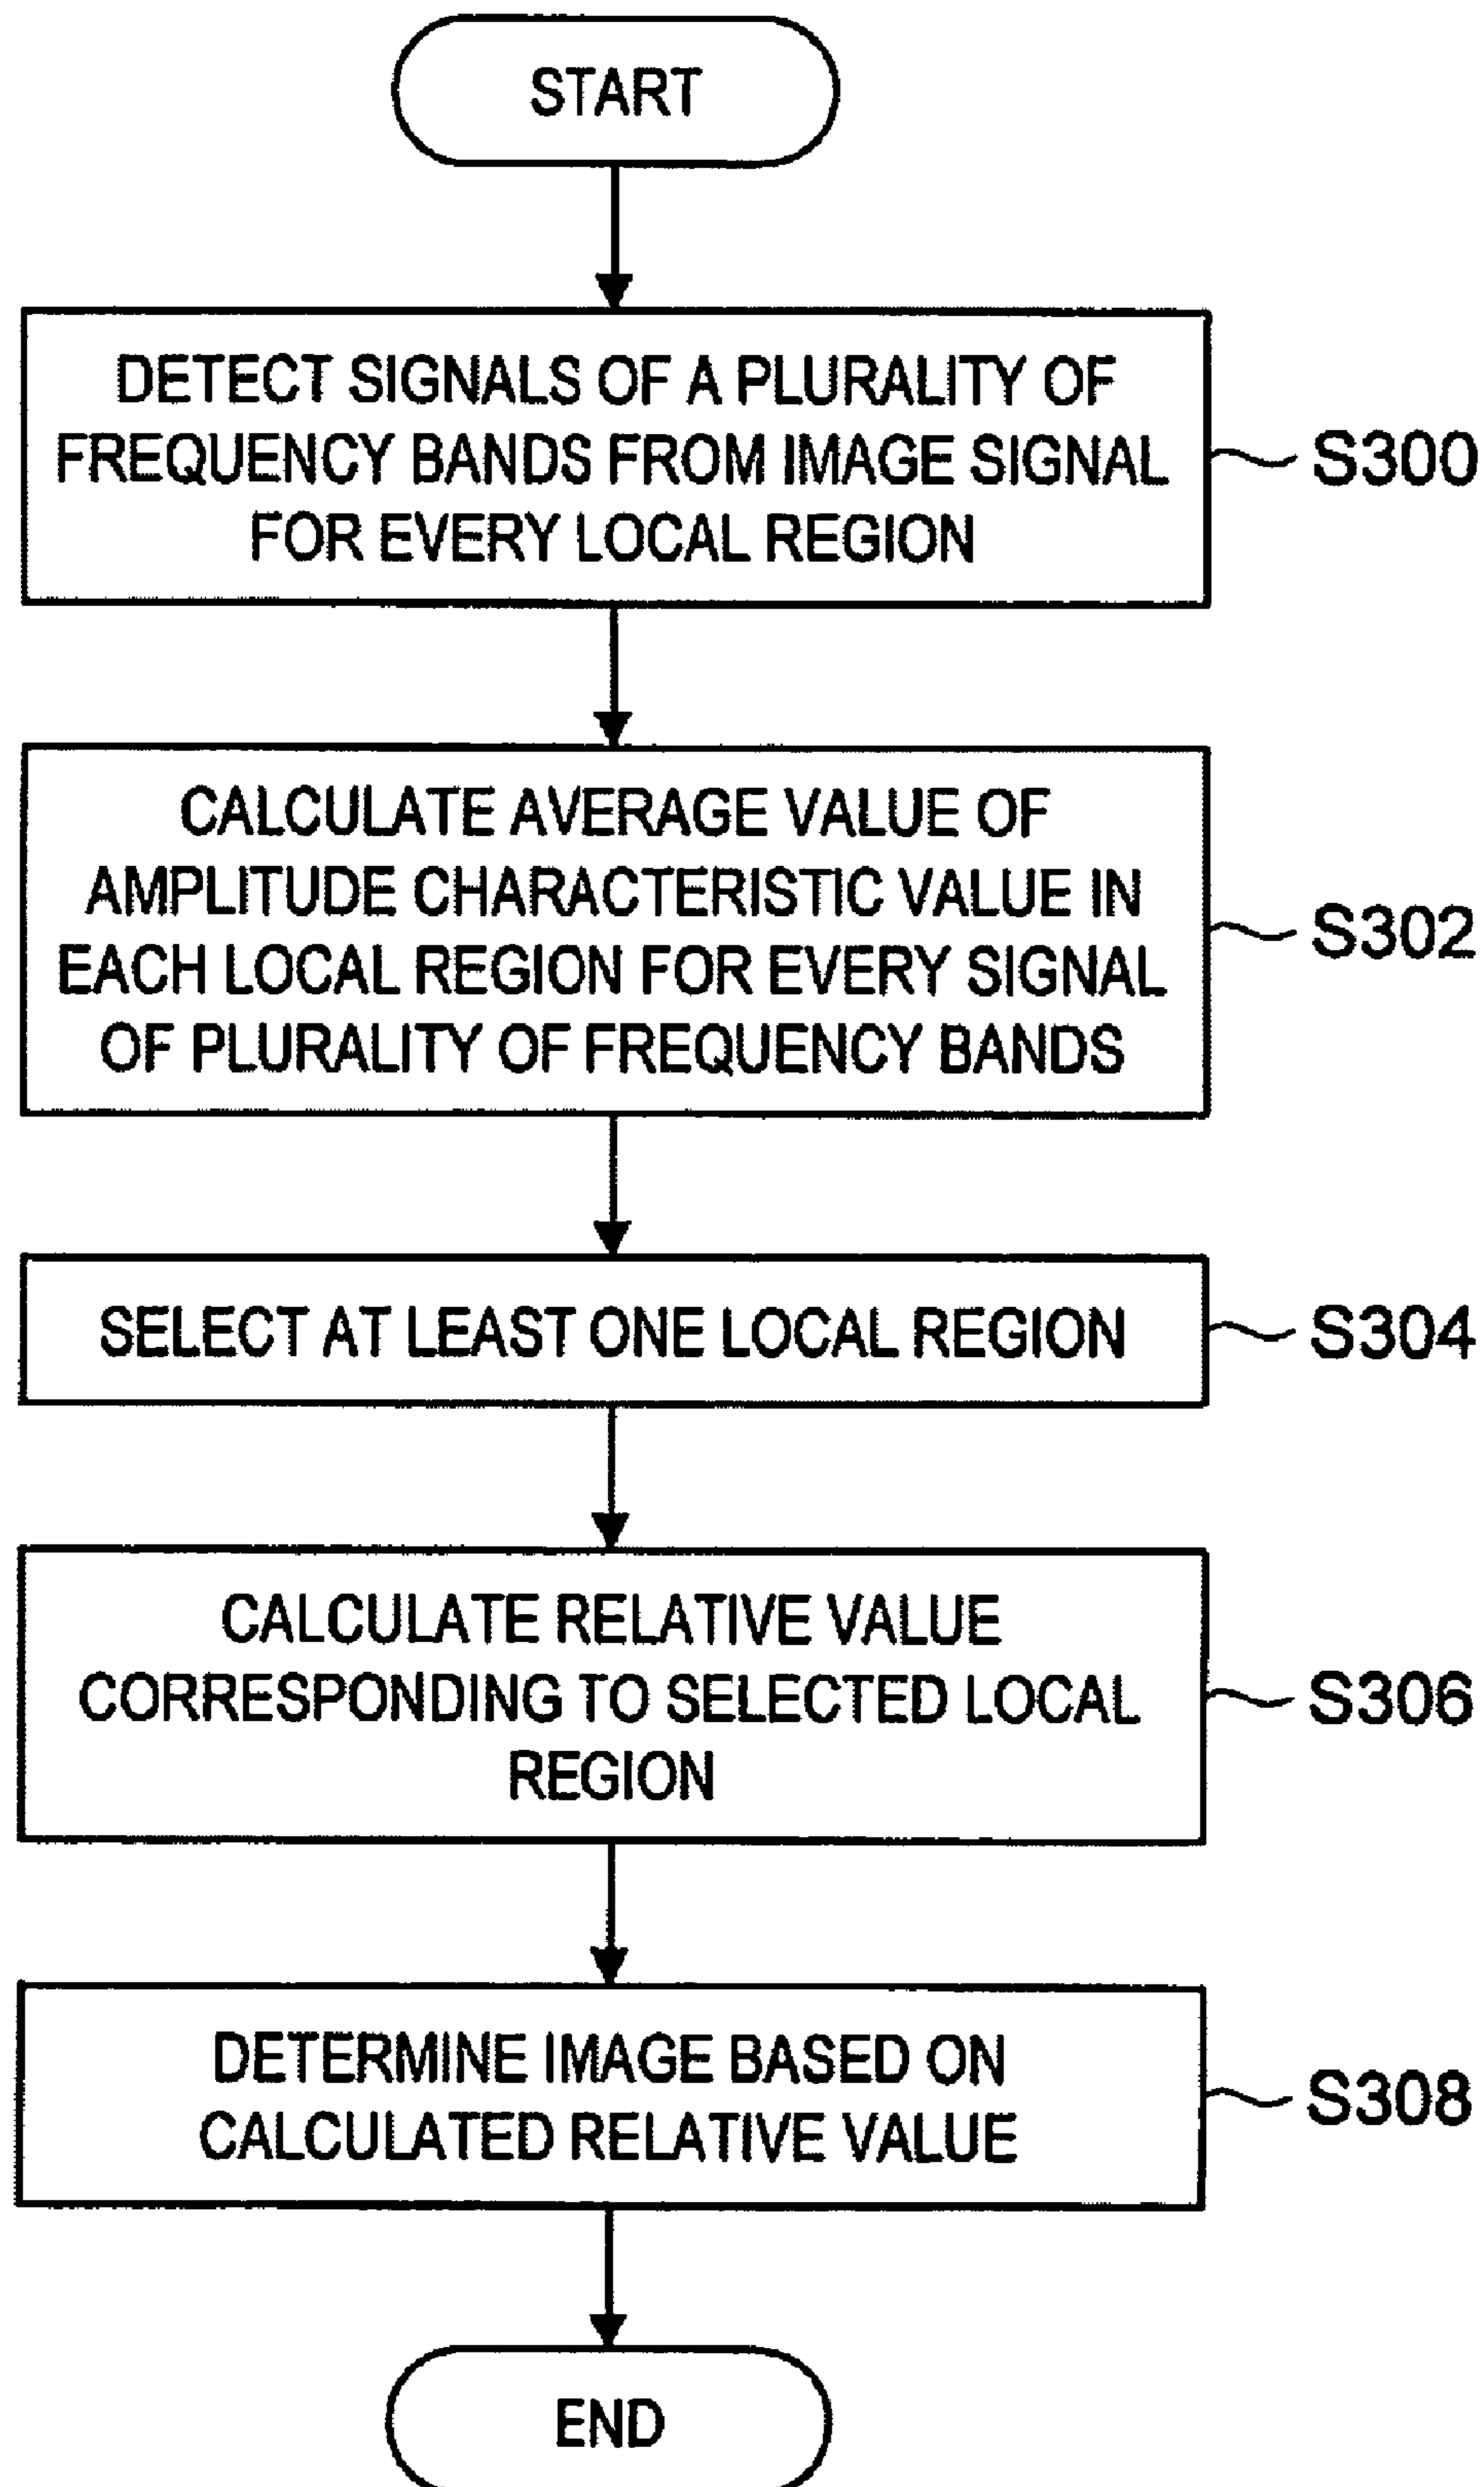 START
DETECT SIGNALS OF A PLURALITY OF
FREQUENCY BANDS FROM IMAGE SIGNAL
FOR EVERY LOCAL REGION
S300
CALCULATE AVERAGE VALUE OF
AMPLITUDE CHARACTERISTIC VALUE IN
EACH LOCAL REGION FOR EVERY SIGNAL
OF PLURALITY OF FREQUENCY BANDS
S302
SELECT AT LEAST ONE LOCAL REGION
S304
CALCULATE RELATIVE VALUE
CORRESPONDING TO SELECTED LOCAL
REGION
S306
DETERMINE IMAGE BASED ON
CALCULATED RELATIVE VALUE
S308
END